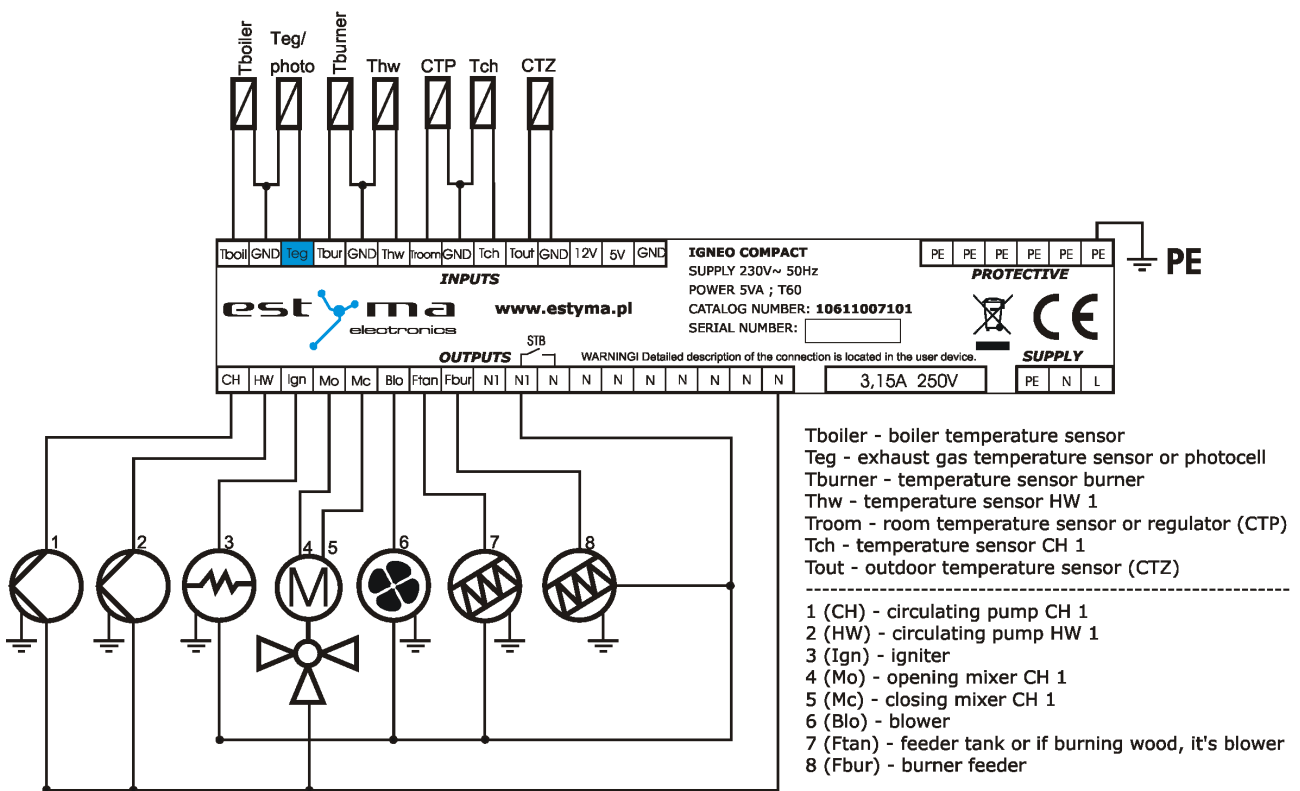 Tboiler
Teg/
photo
Tburner
Thw
CTP
Tch
CTZ
Tboil GND Teg Tbur GND Thw Troom GND Tch Tout GND 12V 5V GND
INPUTS
IGNEO COMPACT
SUPPLY 230V~ 50Hz
POWER 5VA ; T60
CATALOG NUMBER: 10611007101
SERIAL NUMBER:
PE PE PE PE PE PE
PROTECTIVE
PE
estyma
electronics
www.estyma.pl
CE
OUTPUTS
STB
WARNING! Detailed description of the connection is located in the user device.
SUPPLY
CH HW Ign Mo Mc Blo Ftan Fbur N1 N1 N N N N N N N N
3,15A 250V
PE N L
1
2
3
4
5
6
7
8
M
Tboiler - boiler temperature sensor
Teg - exhaust gas temperature sensor or photocell
Tburner - temperature sensor burner
Thw - temperature sensor HW 1
Troom - room temperature sensor or regulator (CTP)
Tch - temperature sensor CH 1
Tout - outdoor temperature sensor (CTZ)
1 (CH) - circulating pump CH 1
2 (HW) - circulating pump HW 1
3 (Ign) - igniter
4 (Mo) - opening mixer CH 1
5 (Mc) - closing mixer CH 1
6 (Blo) - blower
7 (Ftan) - feeder tank or if burning wood, it's blower
8 (Fbur) - burner feeder